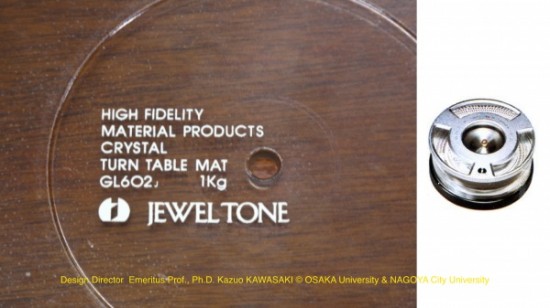 HIGH FIDELITY
MATERIAL PRODUCTS
CRYSTAL
TURN TABLE MAT
GL602J 1Kg
JEWELTONE
Design Director Emeritus Prof., Ph.D. Kazuo KAWASAKI © OSAKA University & NAGOYA City University